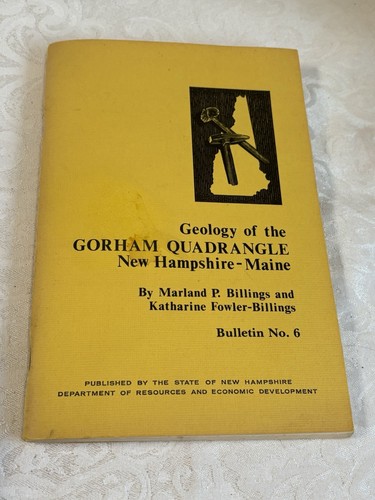 Geology of the
GORHAM QUADRANGLE
New Hampshire-Maine
By Marland P. Billings and
Katharine Fowler-Billings
Bulletin No. 6
PUBLISHED BY THE STATE OF NEW HAMPSHIRE
DEPARTMENT OF RESOURCES AND ECONOMIC DEVELOPMENT